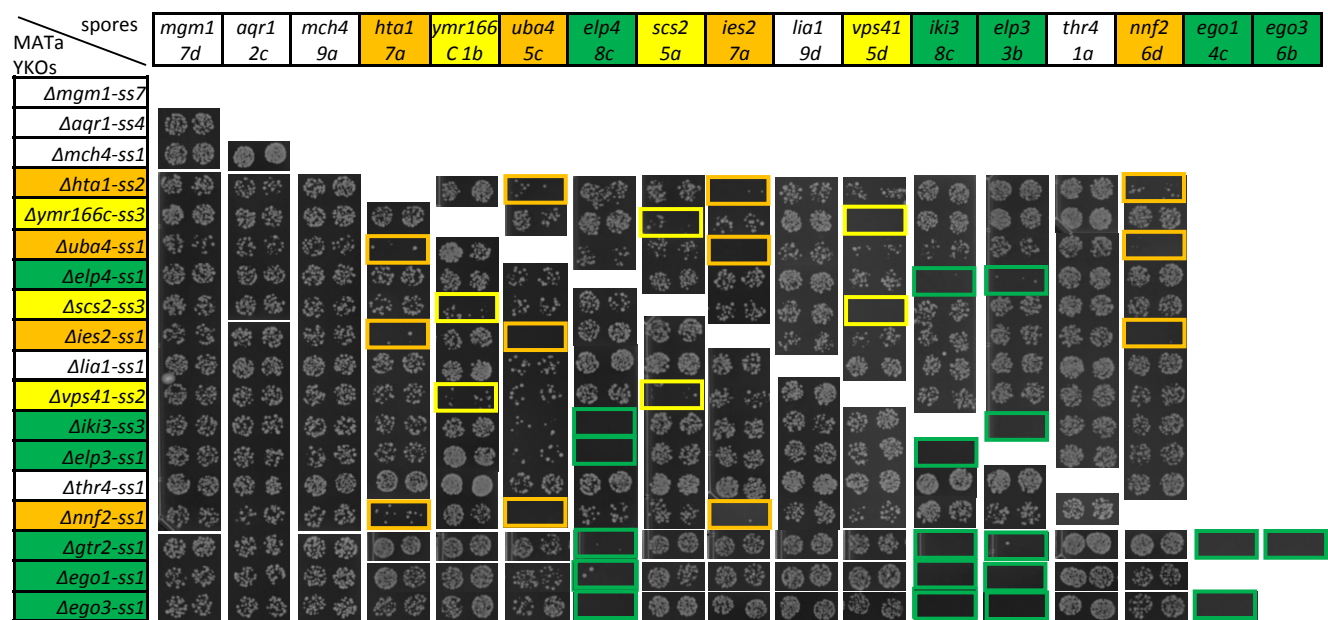 spores
MATa
YKOs
mgm1 aqr1 mch4 hta1 ymr166 uba4 elp4 scs2 ies2 lia1 vps41 iki3 elp3 thr4 nnf2 ego1 ego3
7d 2c 9a 7a C 1b 5c 8c 5a 7a 9d 5d 8c 3b 1a 6d 4c 6b
Δmgm1-ss7
Δaqr1-ss4
Δmch4-ss1
Δhta1-ss2
Δymr166c-ss3
Δuba4-ss1
Δelp4-ss1
Δscs2-ss3
Δies2-ss1
Δlia1-ss1
Δvps41-ss2
Δiki3-ss3
Δelp3-ss1
Δthr4-ss1
Δnnf2-ss1
Δgtr2-ss1
Δego1-ss1
Δego3-ss1